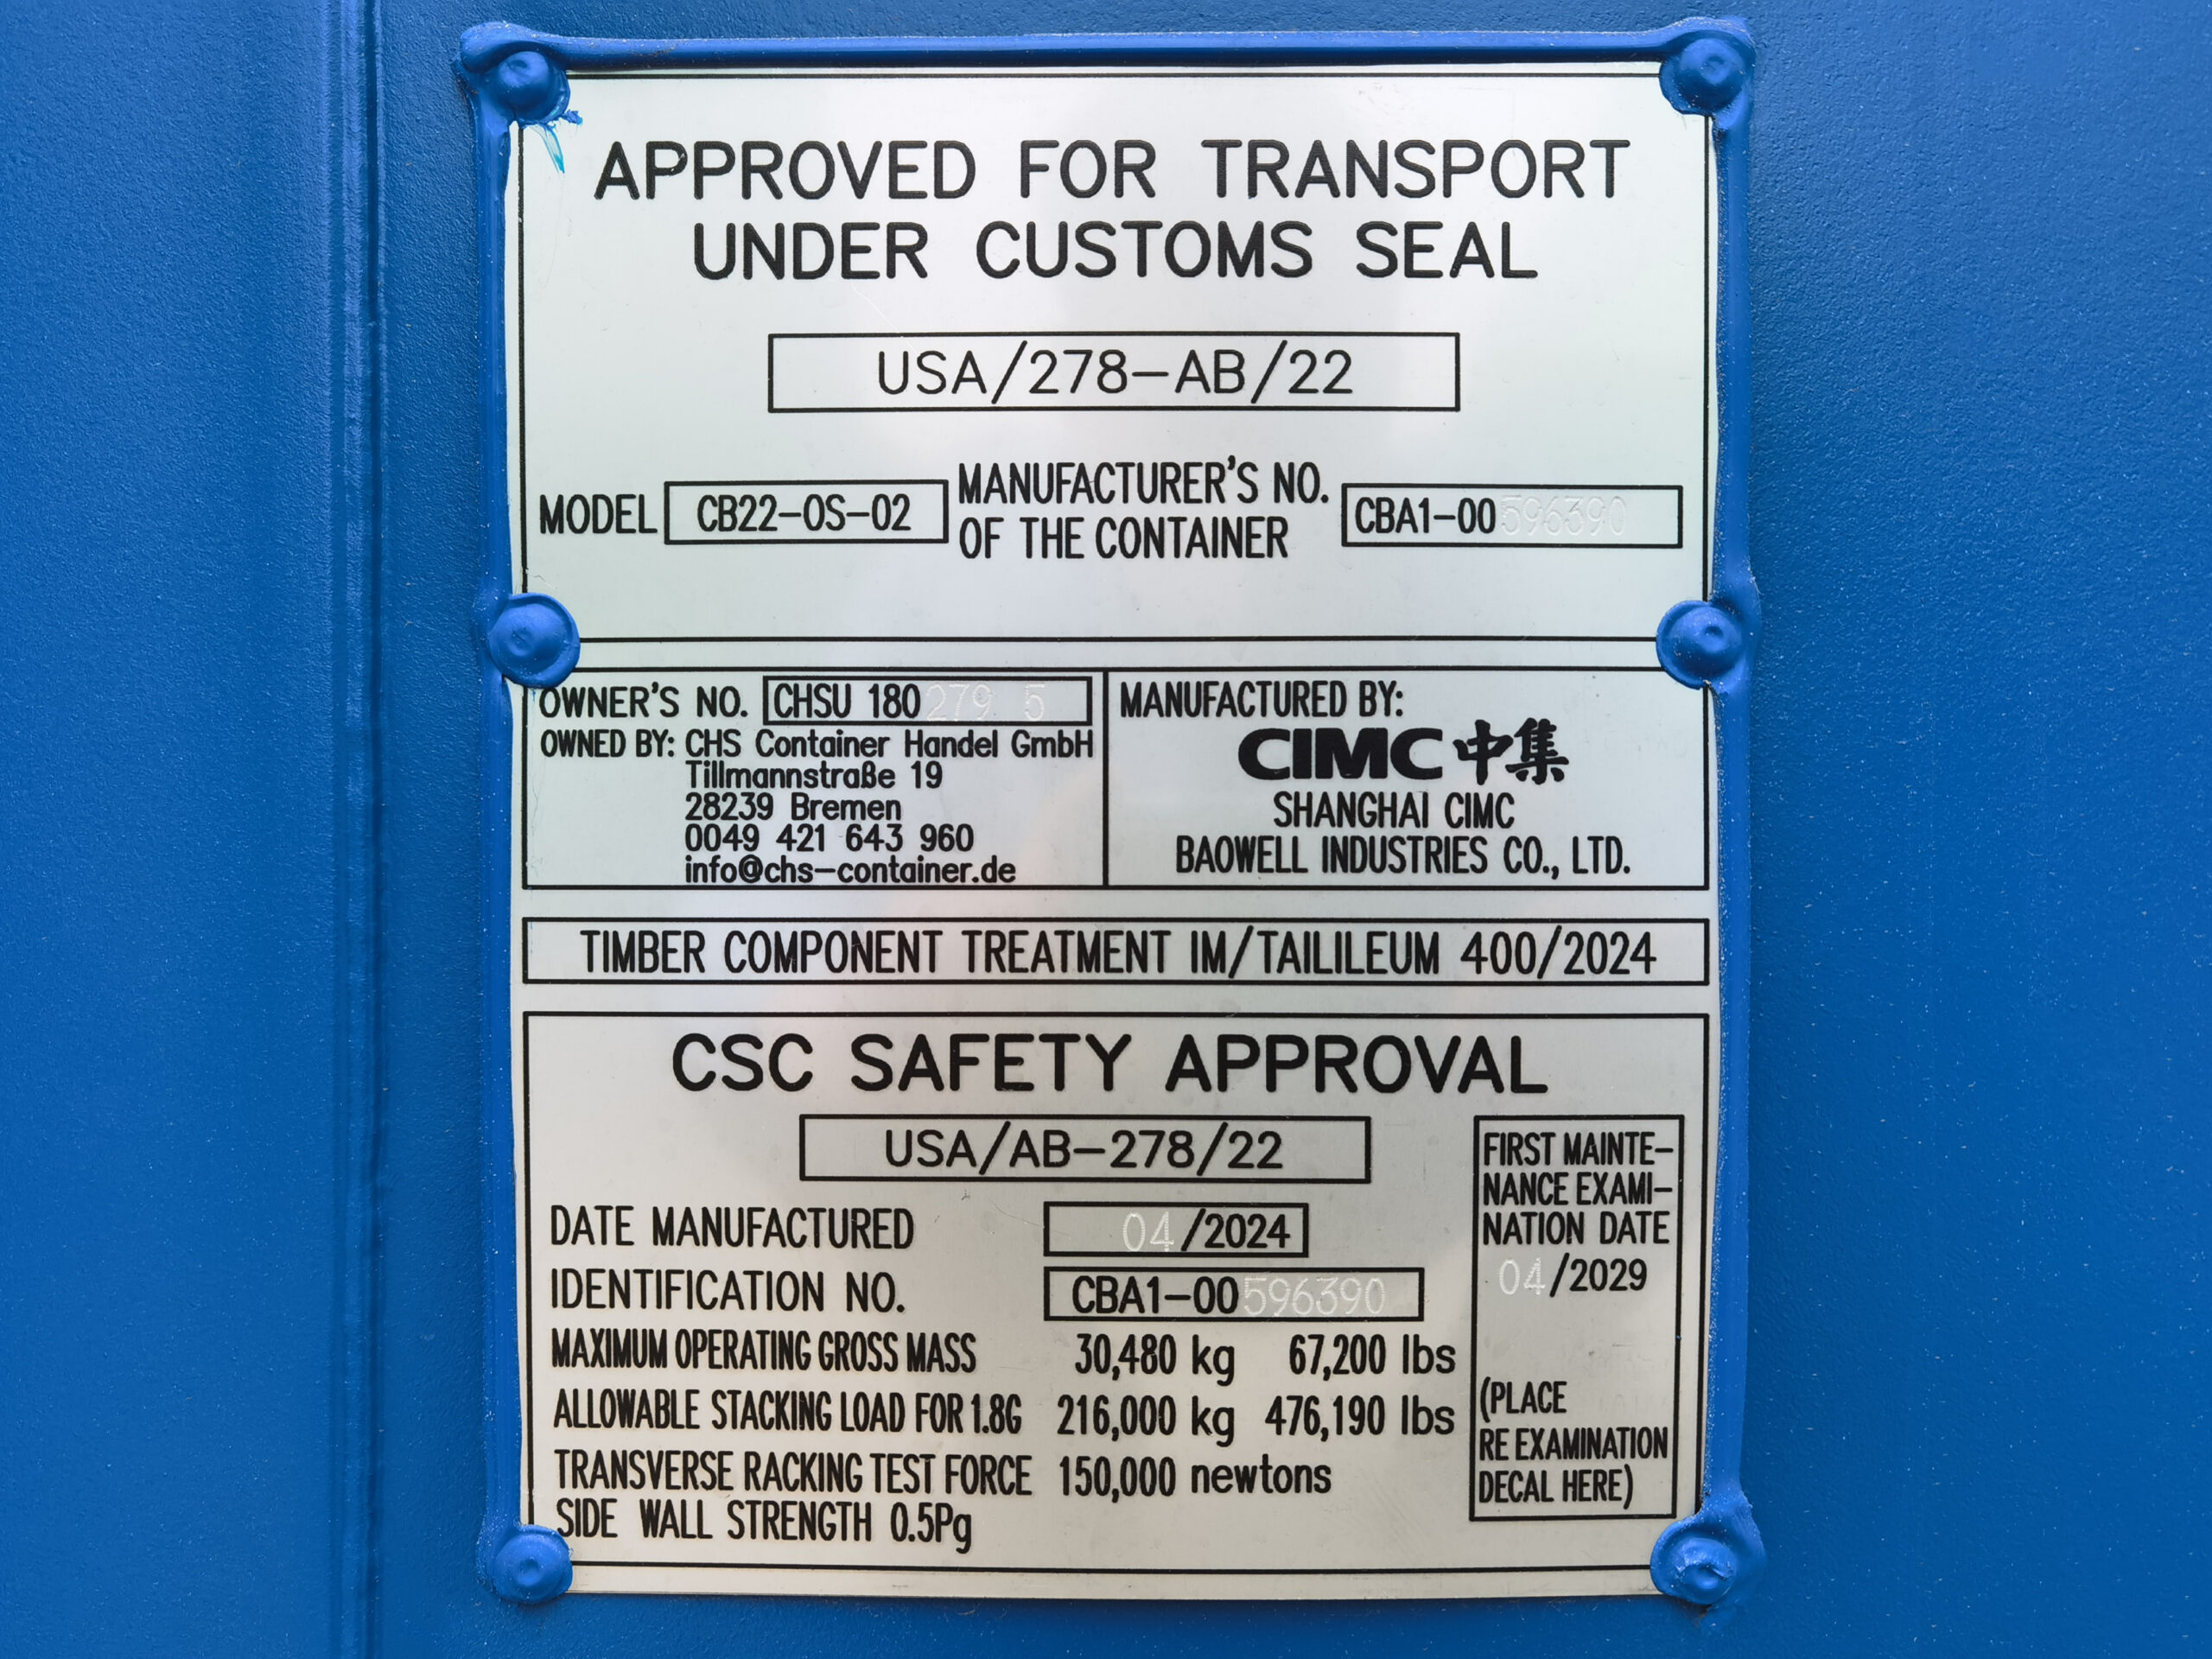 APPROVED FOR TRANSPORT
UNDER CUSTOMS SEAL
USA/278-AB/22
MODEL CB22-OS-02
MANUFACTURER'S NO.
OF THE CONTAINER
CBA1-00596390
OWNER'S NO. CHSU 180279 5
OWNED BY: CHS Container Handel GmbH
Tillmannstraße 19
28239 Bremen
0049 421 643 960
info@chs-container.de
MANUFACTURED BY:
CIMC 中集
SHANGHAI CIMC
BAOWELL INDUSTRIES CO., LTD.
TIMBER COMPONENT TREATMENT IM/TAILILEUM 400/2024
CSC SAFETY APPROVAL
USA/AB-278/22
DATE MANUFACTURED 04/2024
IDENTIFICATION NO. CBA1-00596390
MAXIMUM OPERATING GROSS MASS 30,480 kg 67,200 lbs
ALLOWABLE STACKING LOAD FOR 1.8G 216,000 kg 476,190 lbs
TRANSVERSE RACKING TEST FORCE 150,000 newtons
SIDE WALL STRENGTH 0.5Pg
FIRST MAINTE-
NANCE EXAMI-
NATION DATE
04/2029
(PLACE
RE EXAMINATION
DECAL HERE)